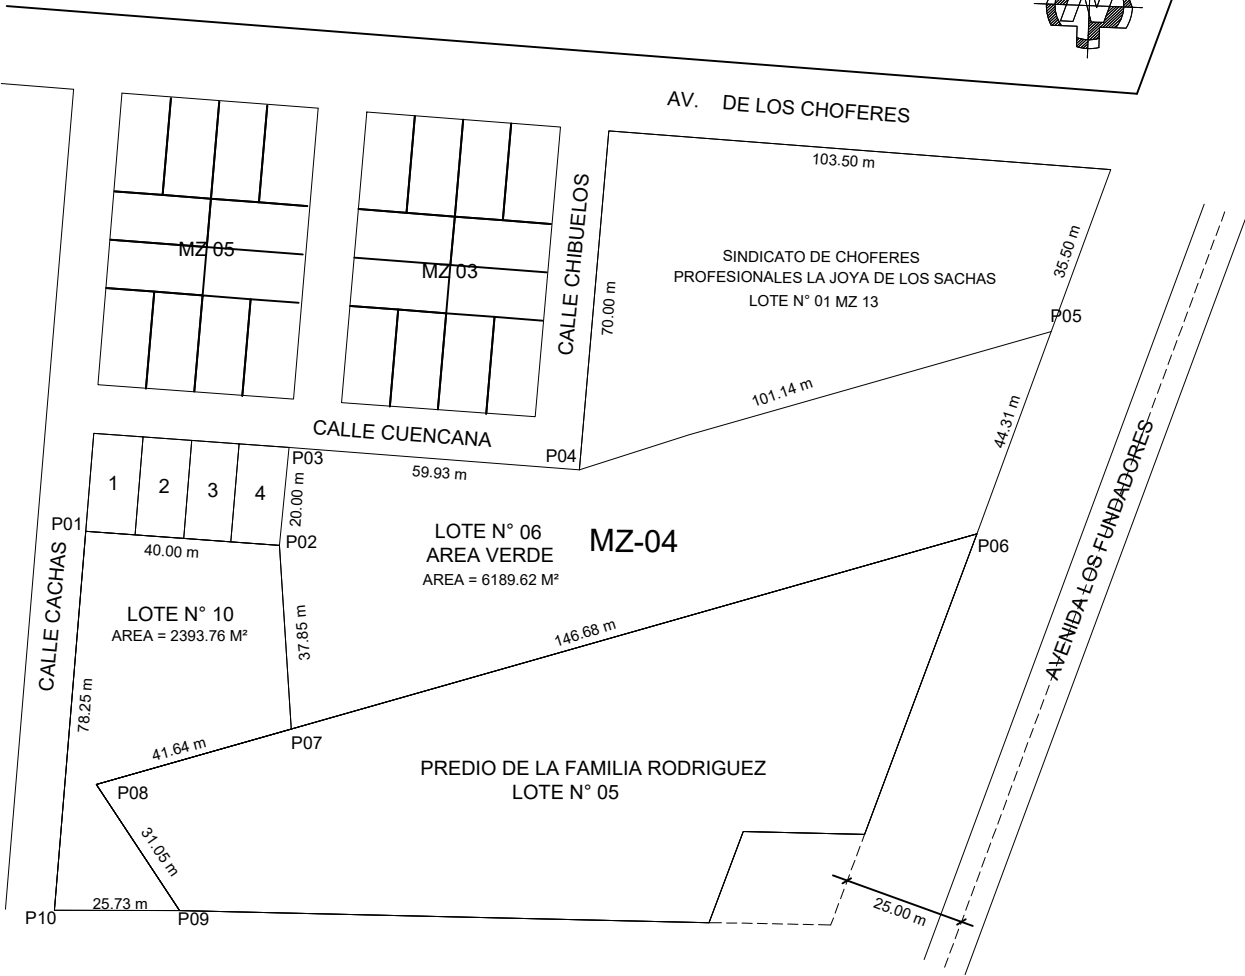 AV. DE LOS CHOFERES
103.50 m
MZ 05
MZ 03
CALLE CHIBUELOS
70.00 m
SINDICATO DE CHOFERES
PROFESIONALES LA JOYA DE LOS SACHAS
LOTE N° 01 MZ 13
35.50 m
P05
101.14 m
44.31 m
CALLE CUENCANA
P03
P04
59.93 m
1
2
3
4
20.00 m
P01
P02
40.00 m
LOTE N° 06
AREA VERDE
AREA = 6189.62 M²
MZ-04
P06
AVENIDA LOS FUNDADORES
CALLE CACHAS
LOTE N° 10
AREA = 2393.76 M²
37.85 m
146.68 m
78.25 m
41.64 m
P07
P08
PREDIO DE LA FAMILIA RODRIGUEZ
LOTE N° 05
31.05 m
25.73 m
P10
P09
25.00 m